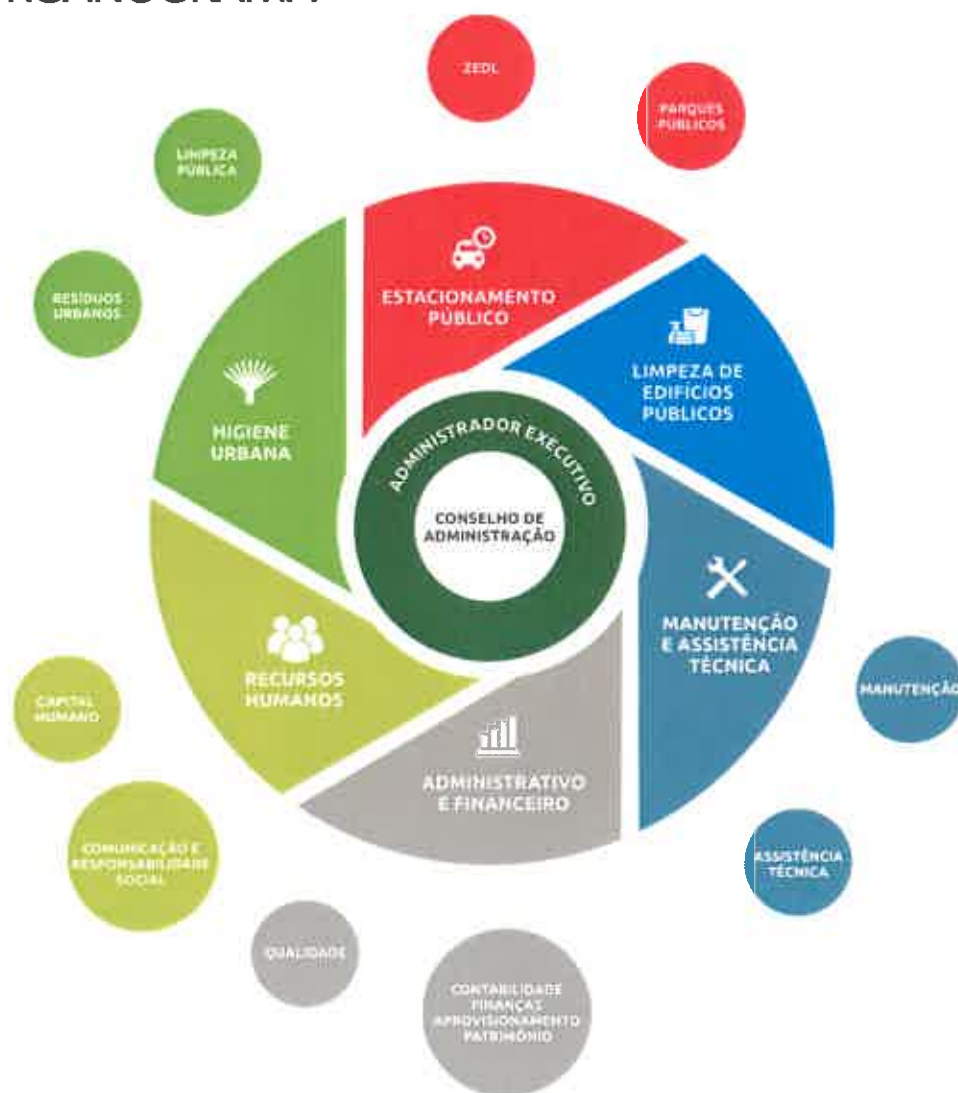 ZEDL
PARQUES
PÚBLICOS
LIMPEZA
PÚBLICA
RESÍDUOS
URBANOS
ESTACIONAMENTO
PÚBLICO
LIMPEZA DE
EDIFÍCIOS
PÚBLICOS
HIGIENE
URBANA
ADMINISTRADOR EXECUTIVO
CONSELHO DE
ADMINISTRAÇÃO
MANUTENÇÃO
E ASSISTÊNCIA
TÉCNICA
RECURSOS
HUMANOS
ADMINISTRATIVO
E FINANCEIRO
CAPITAL
HUMANO
MANUTENÇÃO
COMUNICAÇÃO E
RESPONSABILIDADE
SOCIAL
ASSISTÊNCIA
TÉCNICA
QUALIDADE
CONTABILIDADE
FINANÇAS
APROVISIONAMENTO
PATRIMÓNIO